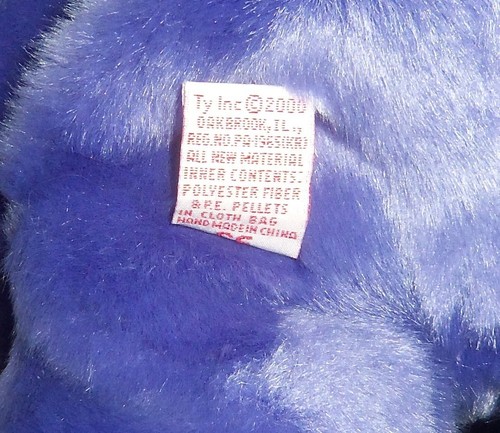 Ty Inc ©2000
OAKBROOK, IL.,
REG.NO.PA-1965(KR)
ALL NEW MATERIAL
INNER CONTENTS:
POLYESTER FIBER
& P.E. PELLETS
IN CLOTH BAG
HAND MADE IN CHINA